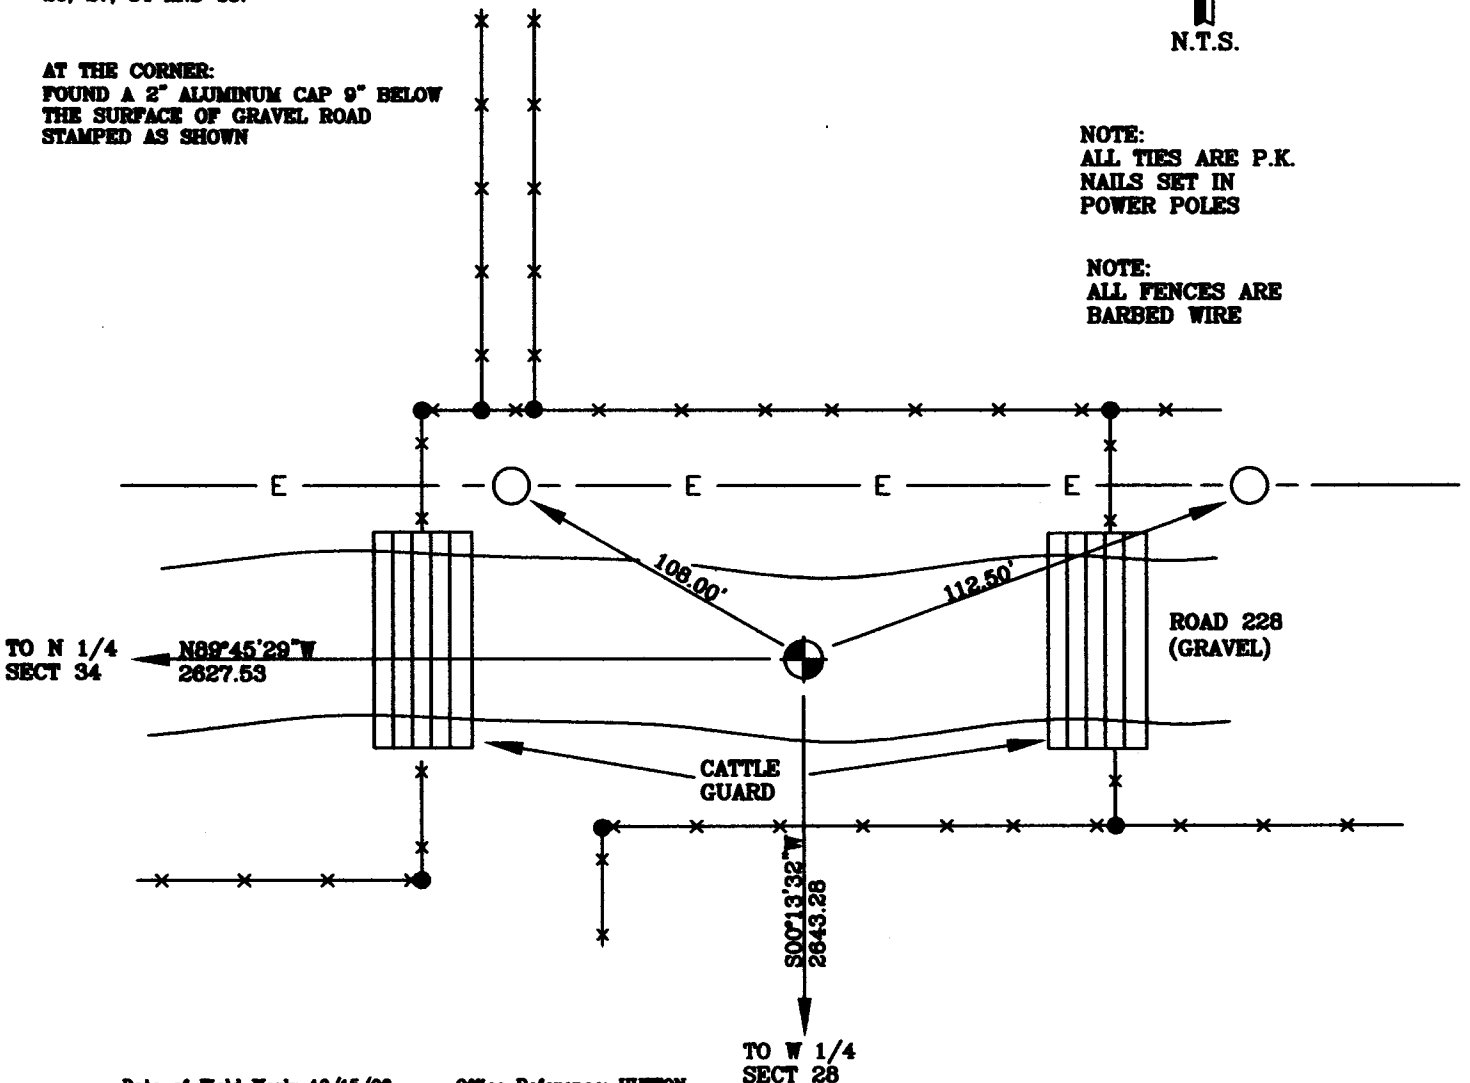 N.T.S.
AT THE CORNER:
FOUND A 2" ALUMINUM CAP 9" BELOW
THE SURFACE OF GRAVEL ROAD
STAMPED AS SHOWN
NOTE:
ALL TIES ARE P.K.
NAILS SET IN
POWER POLES
NOTE:
ALL FENCES ARE
BARBED WIRE
E E E E
108.00'
112.50'
ROAD 228
(GRAVEL)
TO N 1/4
SECT 34
N89°45'29"W
2627.53
CATTLE
GUARD
S00°13'32"W
2643.28
TO W 1/4
SECT 28